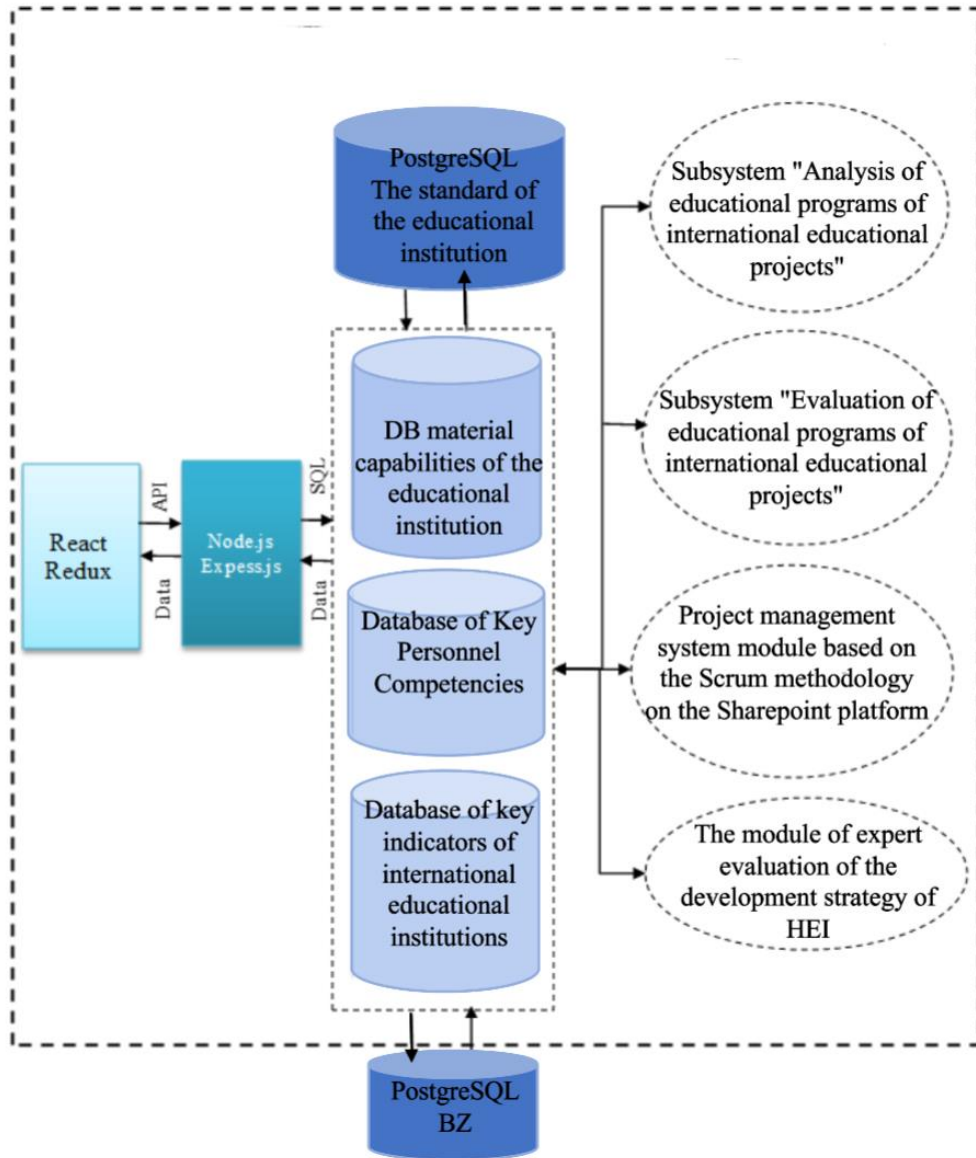 PostgreSQL
The standard of
the educational
institution
Subsystem "Analysis of
educational programs of
international educational
projects"
DB material
capabilities of the
educational
institution
Subsystem "Evaluation of
educational programs of
international educational
projects"
React
Redux
API
Data
Node.js
Expess.js
SQL
Data
Database of Key
Personnel
Competencies
Project management
system module based on
the Scrum methodology
on the Sharepoint platform
Database of key
indicators of
international
educational
institutions
The module of expert
evaluation of the
development strategy of
HEI
PostgreSQL
BZ